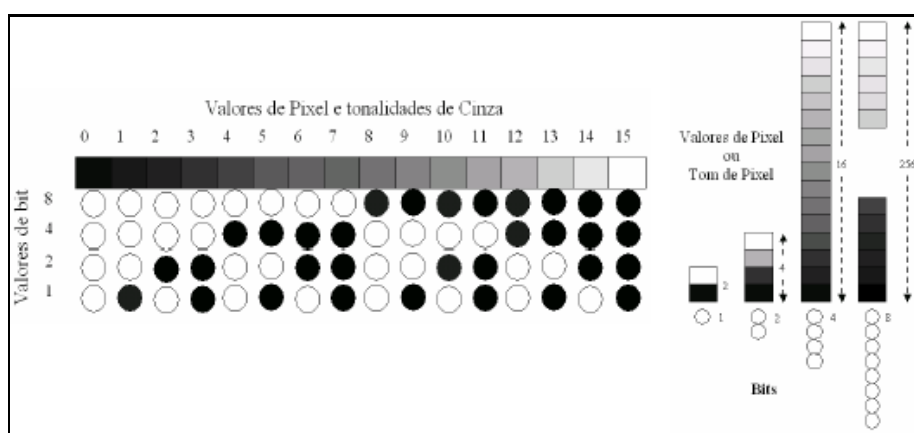 Valores de Pixel e tonalidades de Cinza
0 1 2 3 4 5 6 7 8 9 10 11 12 13 14 15
Valores de bit
8
4
2
1
Valores de Pixel
ou
Tom de Pixel
2
4
16
256
1
2
4
8
Bits